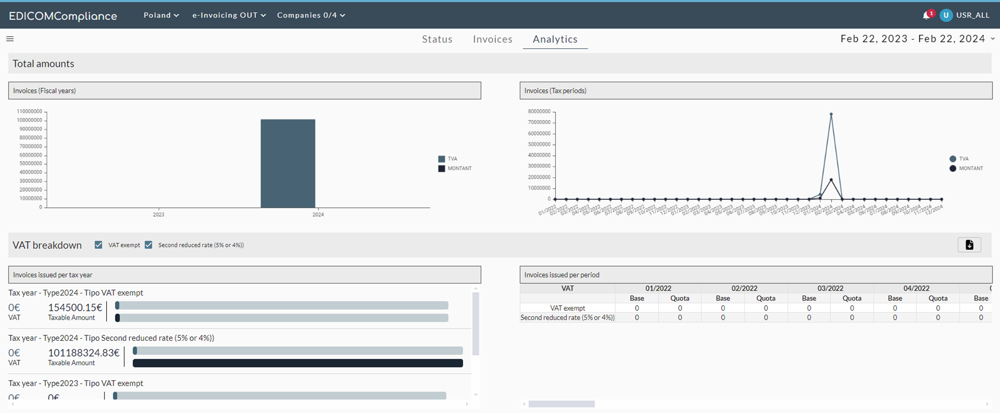 EDICOMCompliance Poland e-Invoicing OUT Companies 0/4 1 U USR_ALL
Status Invoices Analytics Feb 22, 2023 - Feb 22, 2024
Total amounts
Invoices (Fiscal years)
110000000
100000000
90000000
80000000
70000000
60000000
50000000
40000000
30000000
20000000
10000000
0
2023 2024
TVA
MONTANT
Invoices (Tax periods)
80000000
70000000
60000000
50000000
40000000
30000000
20000000
10000000
0
01/2022 02/2022 03/2022 04/2022 05/2022 06/2022 07/2022 08/2022 09/2022 10/2022 11/2022 12/2022 01/2023 02/2023 03/2023 04/2023 05/2023 06/2023 07/2023 08/2023 09/2023 10/2023 11/2023 12/2023 01/2024 02/2024 03/2024 04/2024 05/2024 06/2024 07/2024 08/2024 09/2024 10/2024 11/2024 12/2024
TVA
MONTANT
VAT breakdown VAT exempt Second reduced rate (5% or 4%))
Invoices issued per tax year
Tax year - Type2024 - Tipo VAT exempt
0€ 154500.15€
VAT Taxable Amount
Tax year - Type2024 - Tipo Second reduced rate (5% or 4%))
0€ 101188324.83€
VAT Taxable Amount
Tax year - Type2023 - Tipo VAT exempt
0€ 0€
Invoices issued per period
VAT 01/2022 02/2022 03/2022 04/2022 0
Base Quota Base Quota Base Quota Base Quota Base
VAT exempt 0 0 0 0 0 0 0 0 0
Second reduced rate (5% or 4%)) 0 0 0 0 0 0 0 0 0